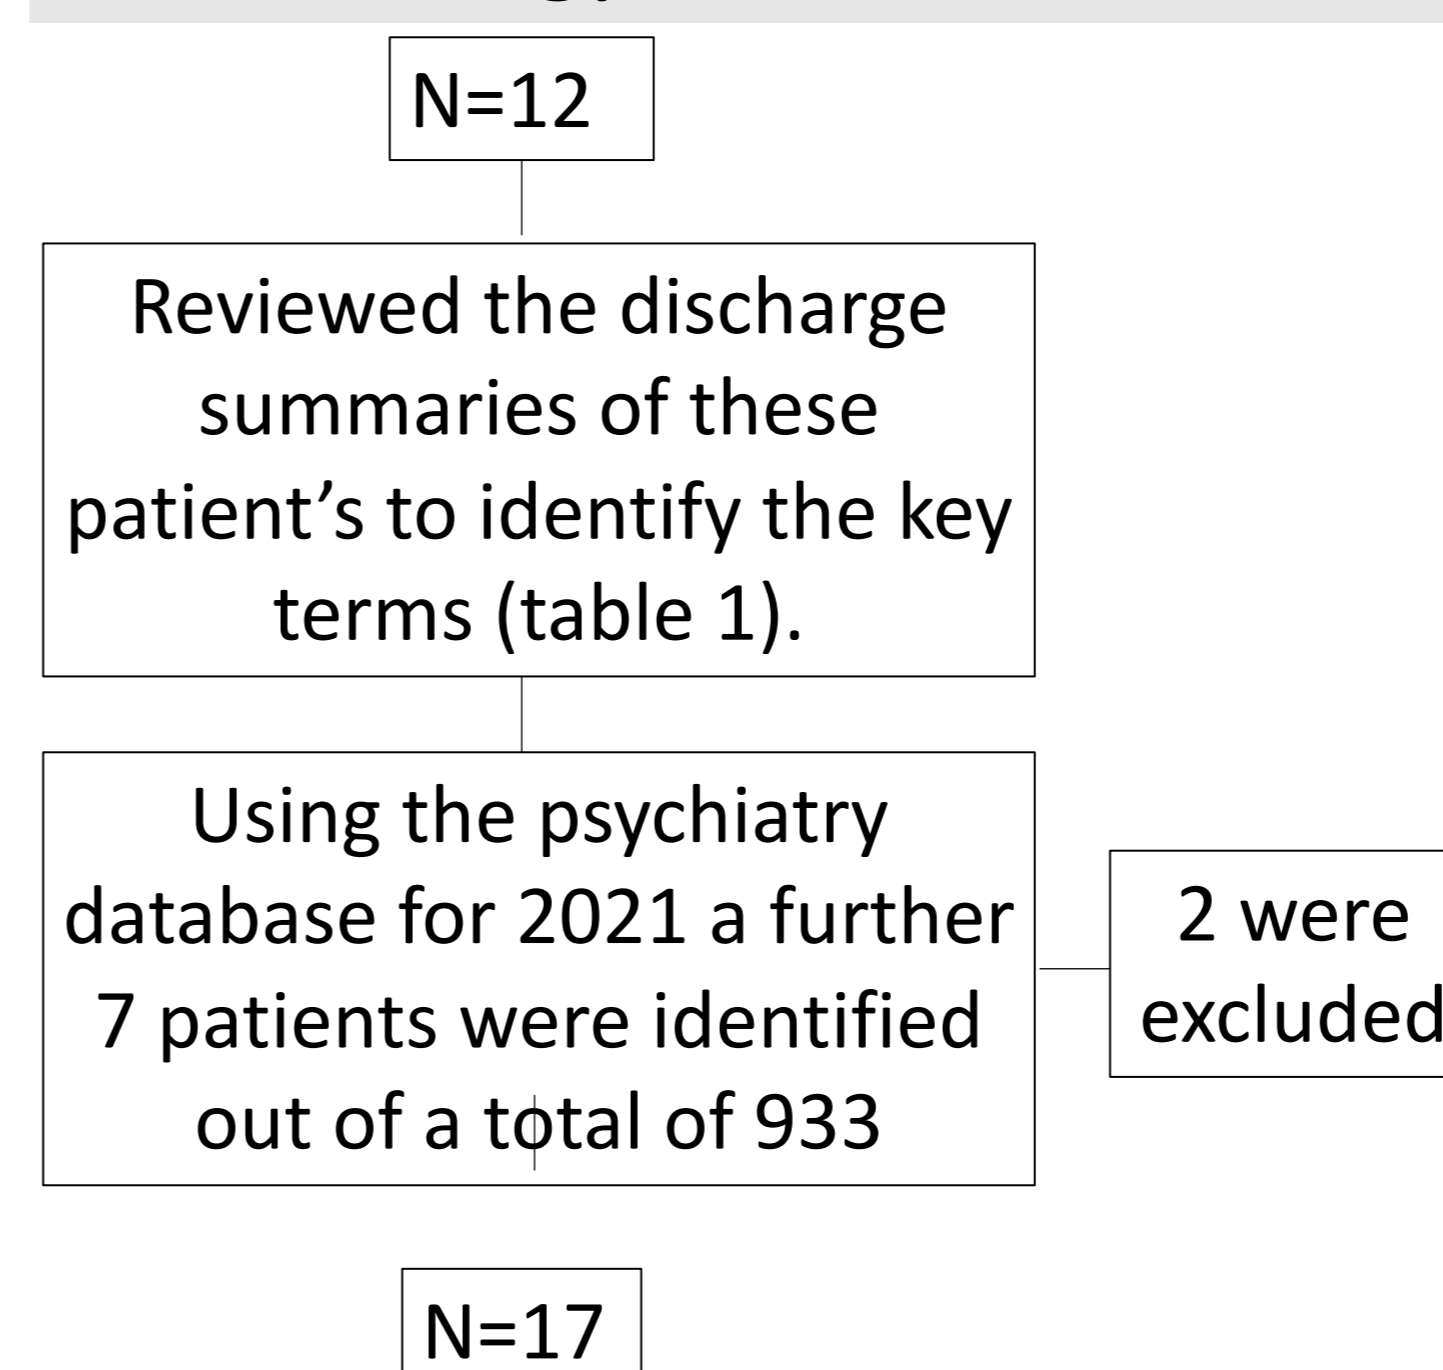 N=12
Reviewed the discharge
summaries of these
patient’s to identify the key
terms (table 1).
Using the psychiatry
database for 2021 a further
7 patients were identified
out of a total of 933
2 were
excluded
N=17